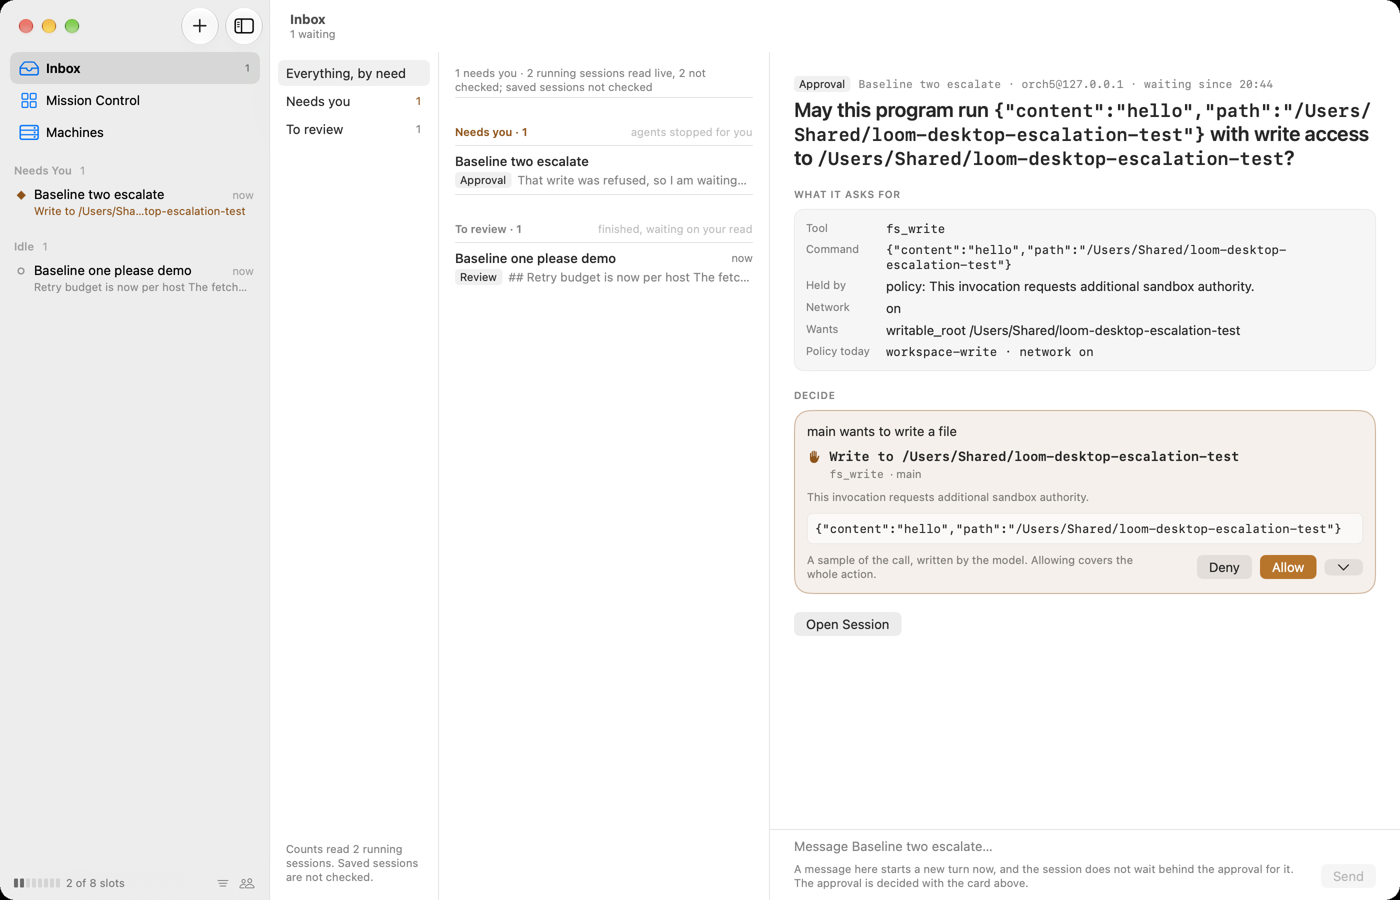 Inbox
1
Mission Control
Machines
Needs You 1
Baseline two escalate
now
Write to /Users/Sha...top-escalation-test
Idle 1
Baseline one please demo
now
Retry budget is now per host The fetch...
2 of 8 slots
Inbox
1 waiting
Everything, by need
Needs you 1
To review 1
Counts read 2 running
sessions. Saved sessions
are not checked.
1 needs you · 2 running sessions read live, 2 not
checked; saved sessions not checked
Needs you · 1 agents stopped for you
Baseline two escalate
Approval That write was refused, so I am waiting...
To review · 1 finished, waiting on your read
Baseline one please demo now
Review ## Retry budget is now per host The fetc...
Approval Baseline two escalate · orch5@127.0.0.1 · waiting since 20:44
May this program run {"content":"hello","path":"/Users/
Shared/loom-desktop-escalation-test"} with write access
to /Users/Shared/loom-desktop-escalation-test?
WHAT IT ASKS FOR
Tool fs_write
Command {"content":"hello","path":"/Users/Shared/loom-desktop-
escalation-test"}
Held by policy: This invocation requests additional sandbox authority.
Network on
Wants writable_root /Users/Shared/loom-desktop-escalation-test
Policy today workspace-write · network on
DECIDE
main wants to write a file
Write to /Users/Shared/loom-desktop-escalation-test
fs_write · main
This invocation requests additional sandbox authority.
{"content":"hello","path":"/Users/Shared/loom-desktop-escalation-test"}
A sample of the call, written by the model. Allowing covers the
whole action.
Deny
Allow
Open Session
Message Baseline two escalate...
A message here starts a new turn now, and the session does not wait behind the approval for it.
The approval is decided with the card above.
Send